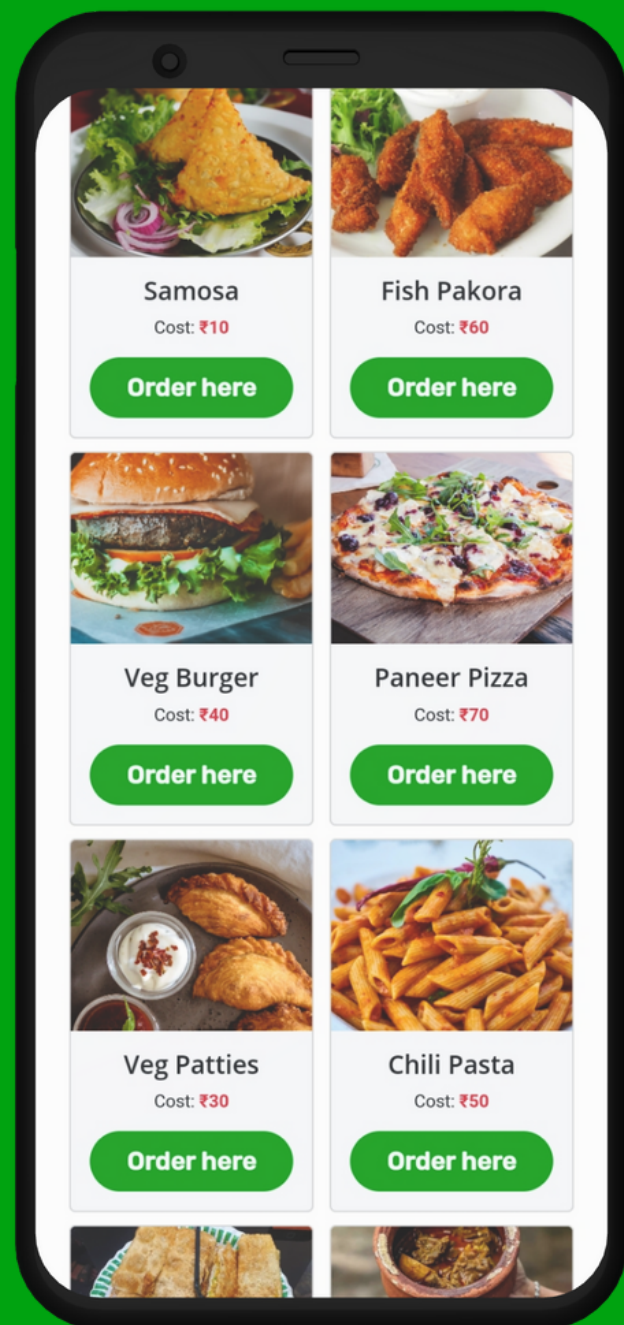 Samosa
Cost: ₹10
Order here
Fish Pakora
Cost: ₹60
Order here
Veg Burger
Cost: ₹40
Order here
Paneer Pizza
Cost: ₹70
Order here
Veg Patties
Cost: ₹30
Order here
Chili Pasta
Cost: ₹50
Order here